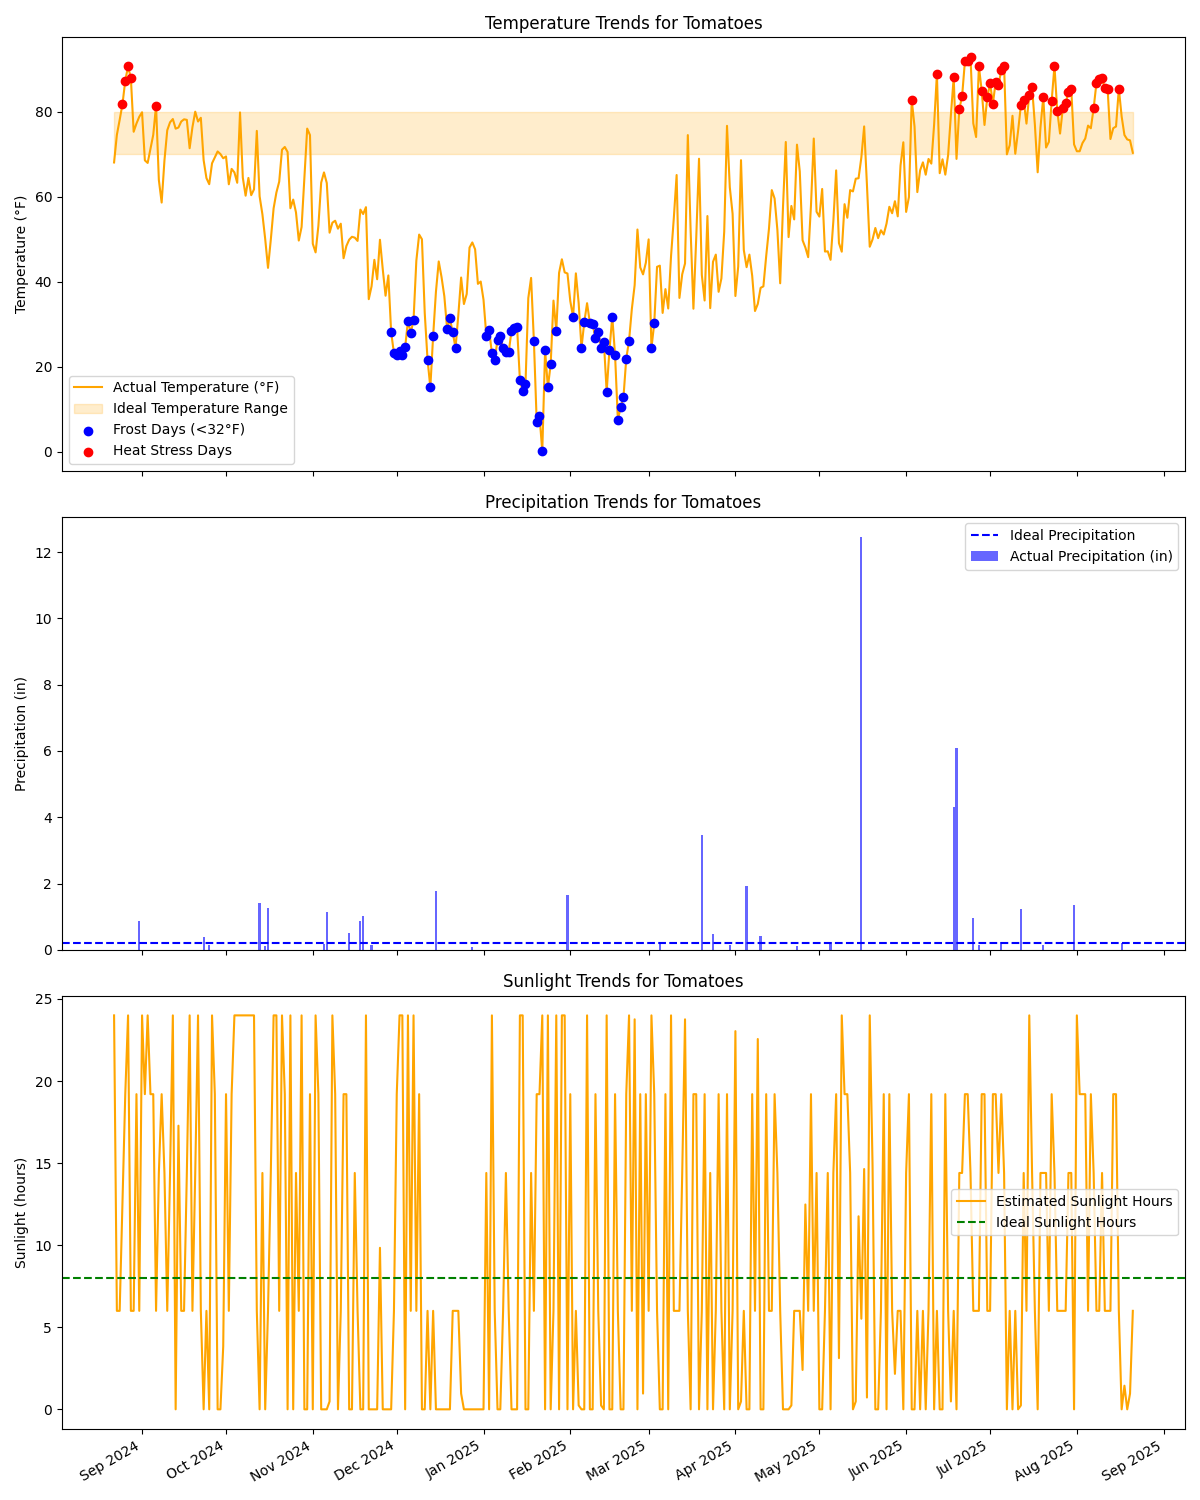 Temperature Trends for Tomatoes
Temperature (°F)
80
60
40
20
0
Actual Temperature (°F)
Ideal Temperature Range
Frost Days (<32°F)
Heat Stress Days
Precipitation Trends for Tomatoes
Precipitation (in)
12
10
8
6
4
2
0
Ideal Precipitation
Actual Precipitation (in)
Sunlight Trends for Tomatoes
Sunlight (hours)
25
20
15
10
5
0
Estimated Sunlight Hours
Ideal Sunlight Hours
Sep 2024
Oct 2024
Nov 2024
Dec 2024
Jan 2025
Feb 2025
Mar 2025
Apr 2025
May 2025
Jun 2025
Jul 2025
Aug 2025
Sep 2025